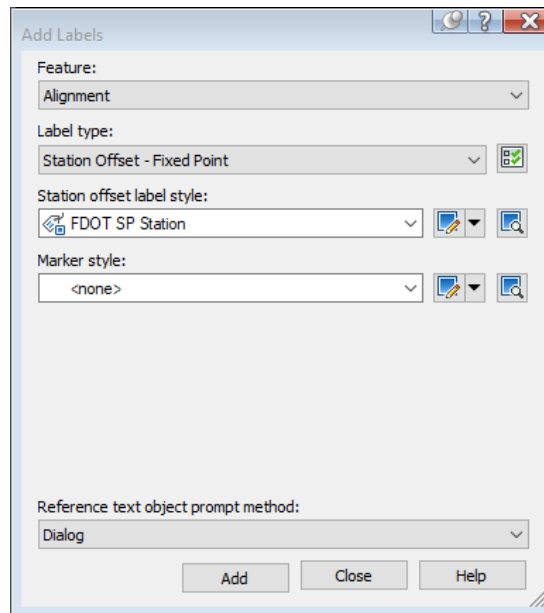 Add Labels
Feature:
Alignment
Label type:
Station Offset - Fixed Point
Station offset label style:
FDOT SP Station
Marker style:
<none>
Reference text object prompt method:
Dialog
Add Close Help